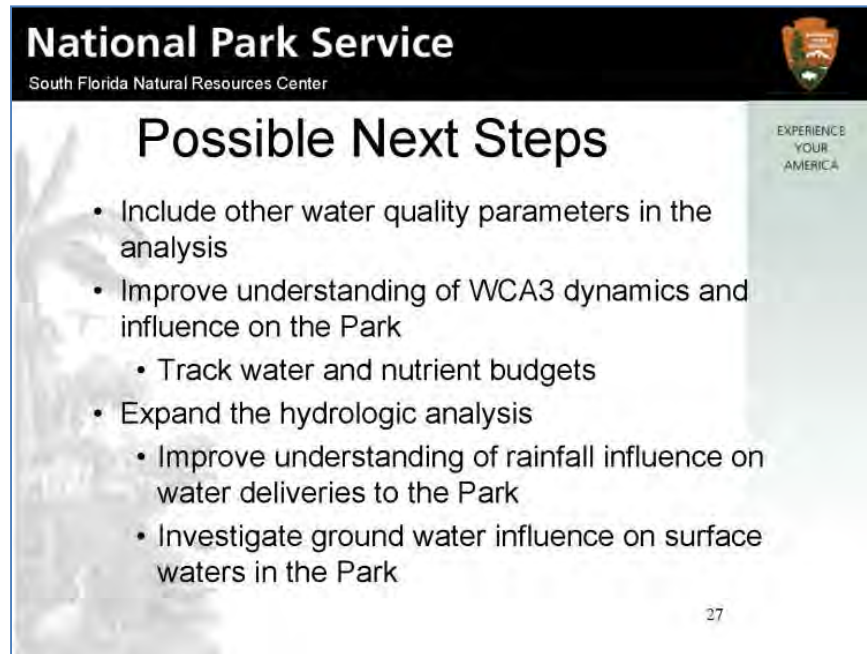 National Park Service
South Florida Natural Resources Center
Possible Next Steps
EXPERIENCE
YOUR
AMERICA
• Include other water quality parameters in the
analysis
• Improve understanding of WCA3 dynamics and
influence on the Park
• Track water and nutrient budgets
• Expand the hydrologic analysis
• Improve understanding of rainfall influence on
water deliveries to the Park
• Investigate ground water influence on surface
waters in the Park
27